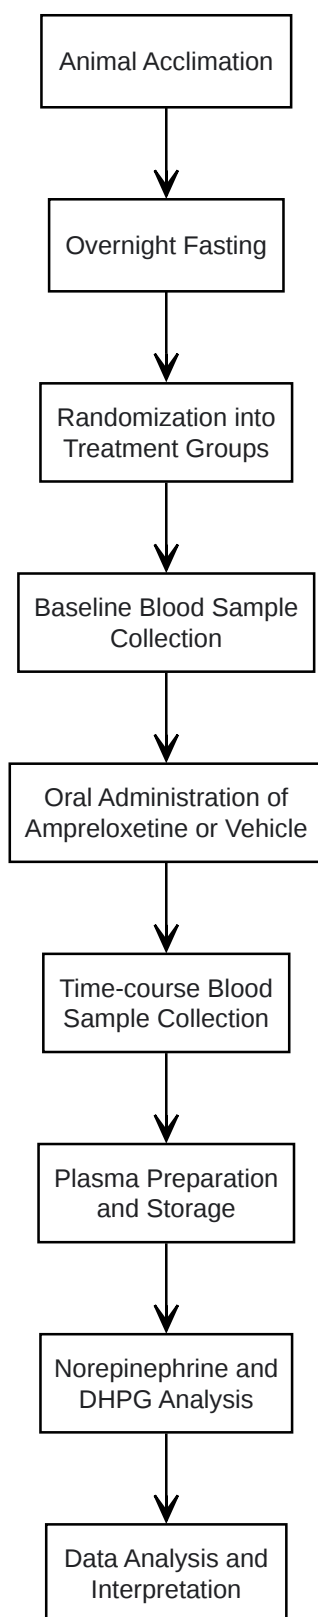 Animal Acclimation
Overnight Fasting
Randomization into
Treatment Groups
Baseline Blood Sample
Collection
Oral Administration of
Ampreloxetine or Vehicle
Time-course Blood
Sample Collection
Plasma Preparation
and Storage
Norepinephrine and
DHPG Analysis
Data Analysis and
Interpretation